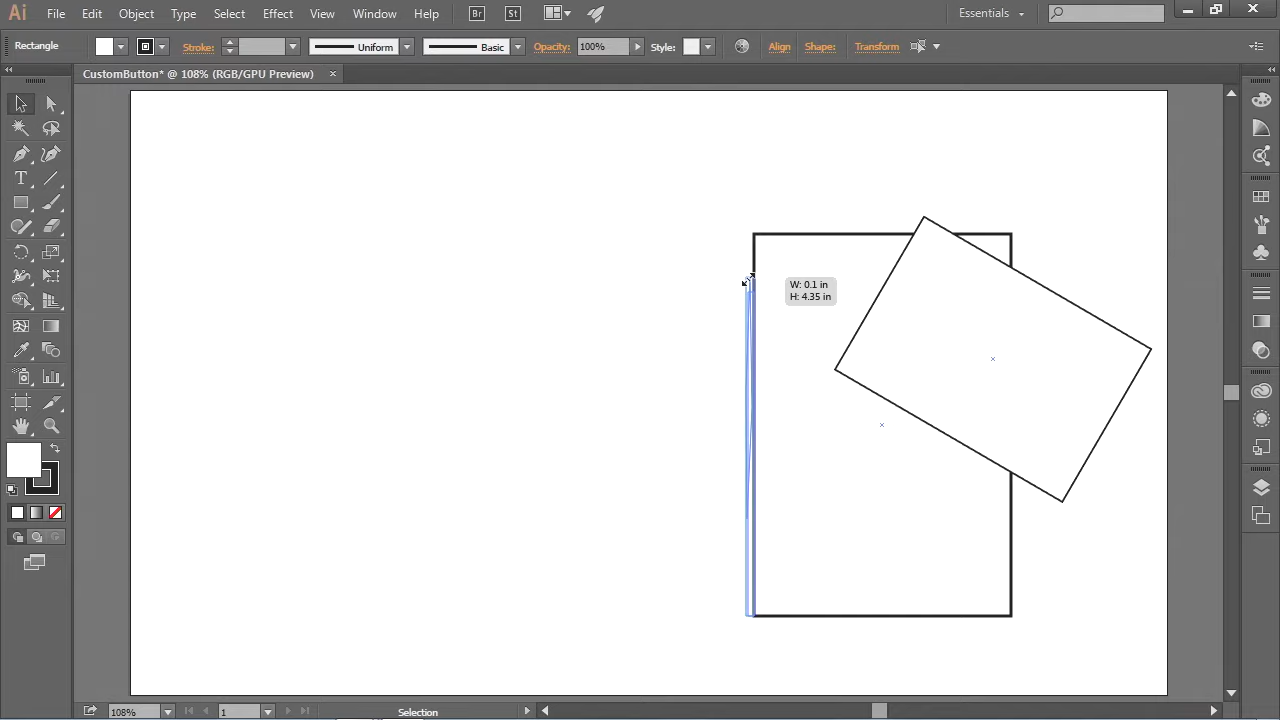 Ai File Edit Object Type Select Effect View Window Help Br St Essentials
Rectangle Stroke: Uniform Basic Opacity: 100% Style: Align Shape: Transform
CustomButton* @ 108% (RGB/GPU Preview)
W: 0.1 in
H: 4.35 in
108% 1 Selection